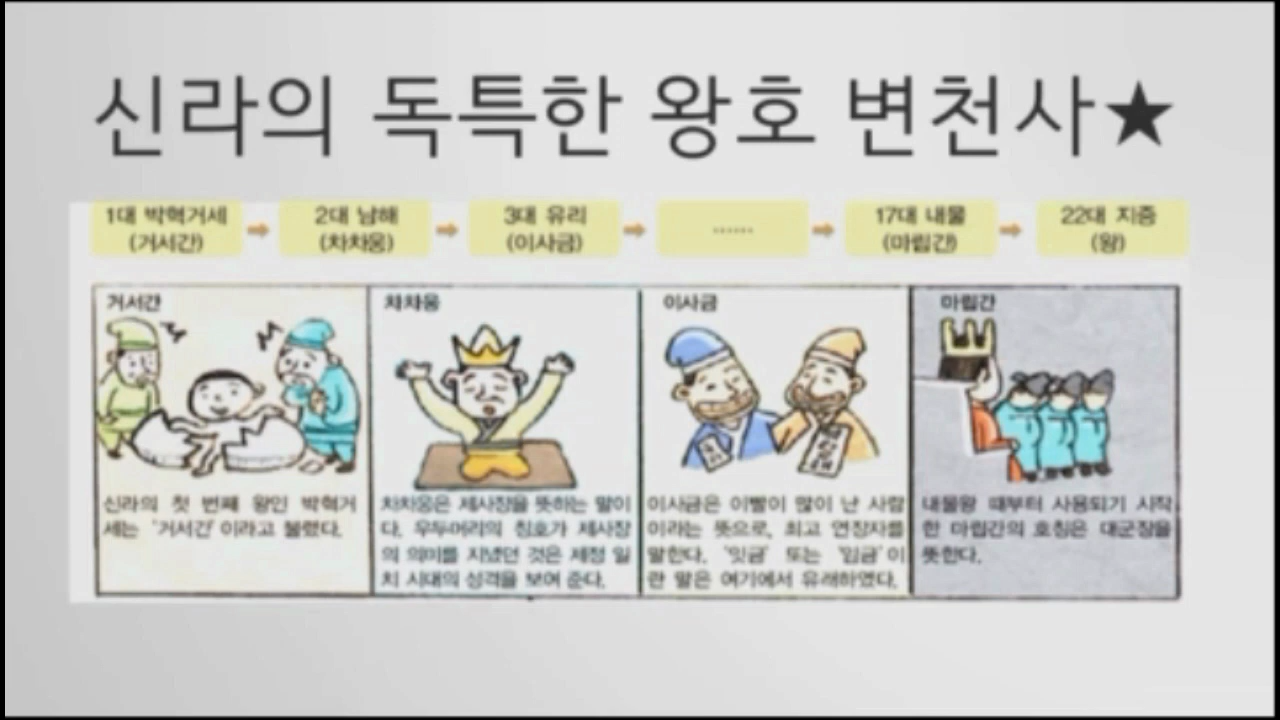 신라의 독특한 왕호 변천사★
1대 박혁거세
(거서간)
2대 남해
(차차웅)
3대 유리
(이사금)
......
17대 내물
(마립간)
22대 지증
(왕)
거서간
신라의 첫 번째 왕인 박혁거
세는 '거서간'이라고 불렸다.
차차웅
차차웅은 제사장을 뜻하는 말이
다. 우두머리의 칭호가 제사장
의 의미를 지녔던 것은 제정 일
치 시대의 성격을 보여 준다.
이사금
이사금은 이빨이 많이 난 사람
이라는 뜻으로, 최고 연장자를
말한다. '잇금' 또는 '임금'이
란 말은 여기에서 유래하였다.
마립간
내물왕 때부터 사용되기 시작
한 마립간의 호칭은 대군장을
뜻한다.